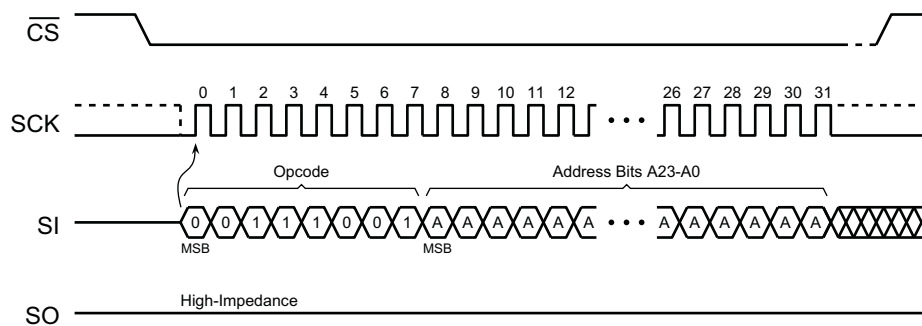 CS
0 1 2 3 4 5 6 7 8 9 10 11 12 26 27 28 29 30 31
SCK
Opcode Address Bits A23-A0
SI 0 0 1 1 1 0 0 1 A A A A A A A A A A A A
MSB MSB
High-Impedance
SO